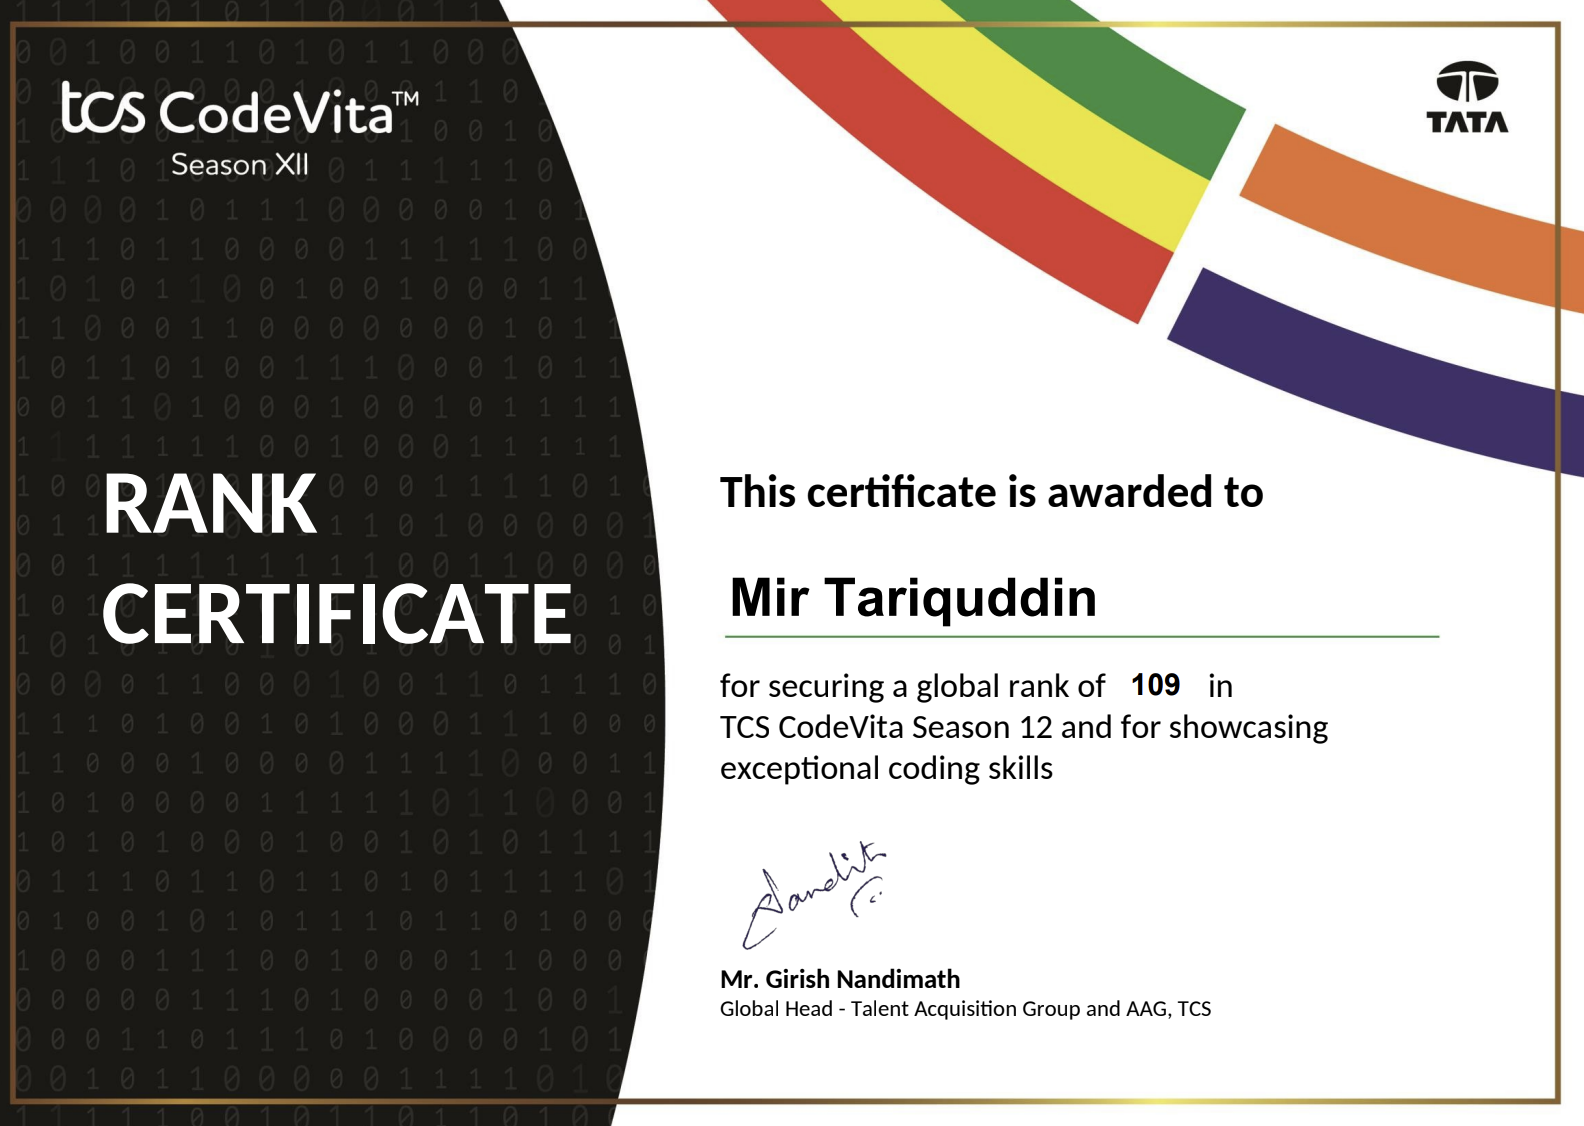 tcs CodeVita™
Season XII
TATA
RANK
CERTIFICATE
This certificate is awarded to
Mir Tariquddin
for securing a global rank of 109 in
TCS CodeVita Season 12 and for showcasing
exceptional coding skills
Mr. Girish Nandimath
Global Head - Talent Acquisition Group and AAG, TCS